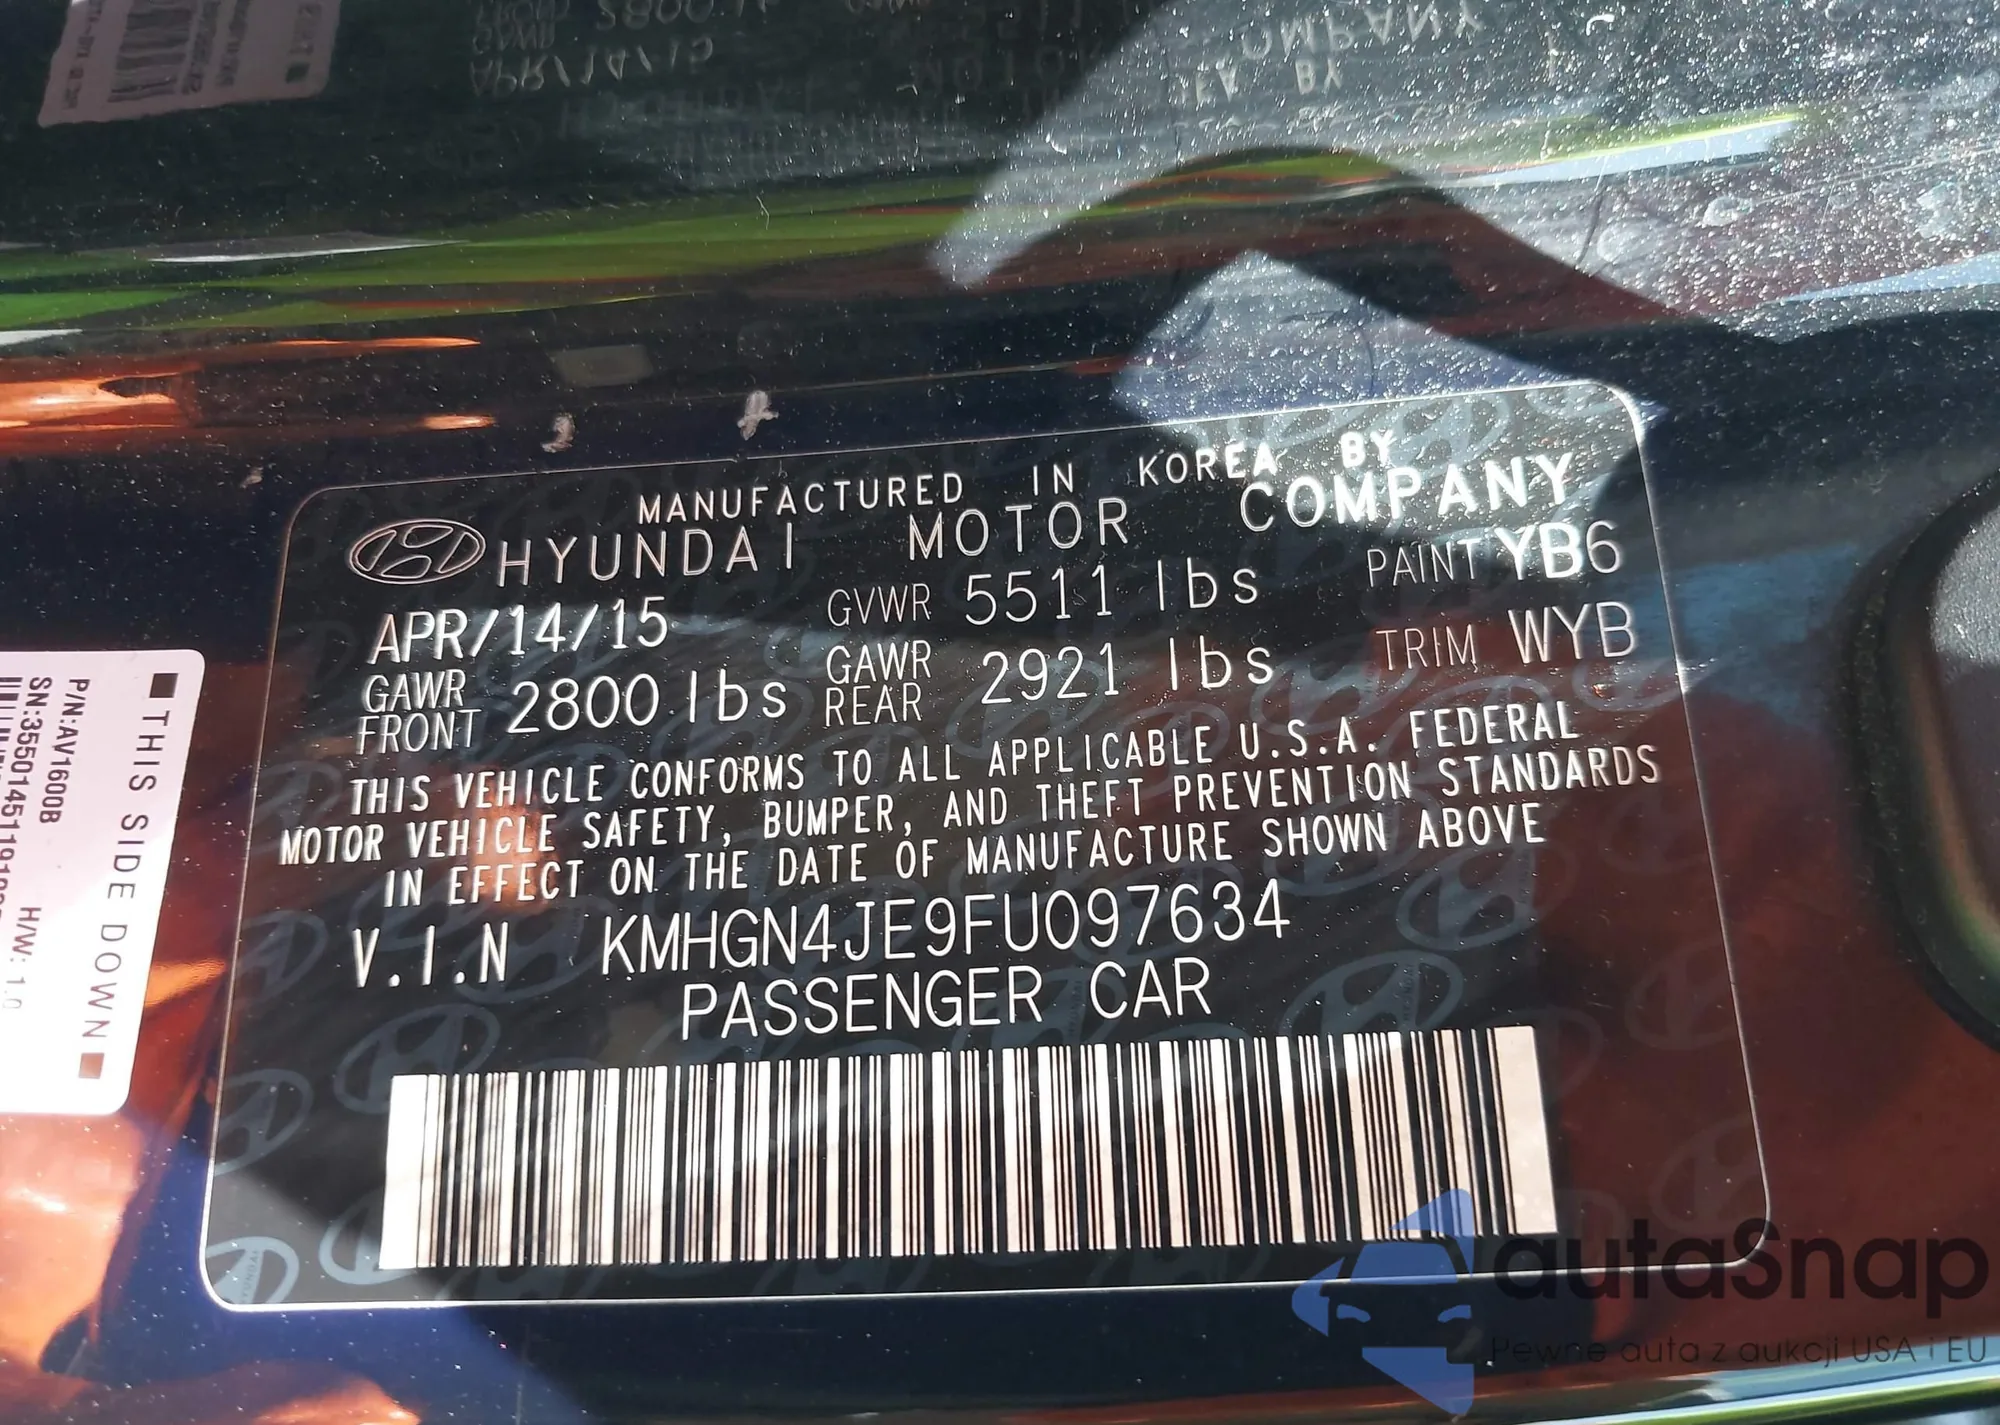 MANUFACTURED IN KOREA BY
HYUNDAI MOTOR COMPANY
APR/14/15 GVWR 5511 lbs PAINT YB6
GAWR FRONT 2800 lbs GAWR REAR 2921 lbs TRIM WYB
THIS VEHICLE CONFORMS TO ALL APPLICABLE U.S.A. FEDERAL
MOTOR VEHICLE SAFETY, BUMPER, AND THEFT PREVENTION STANDARDS
IN EFFECT ON THE DATE OF MANUFACTURE SHOWN ABOVE
V.I.N KMHGN4JE9FU097634
PASSENGER CAR
THIS SIDE DOWN
P/N:AV1600B
H/W: 1.0
autaSnap
Pewne auta z aukcji USA i EU